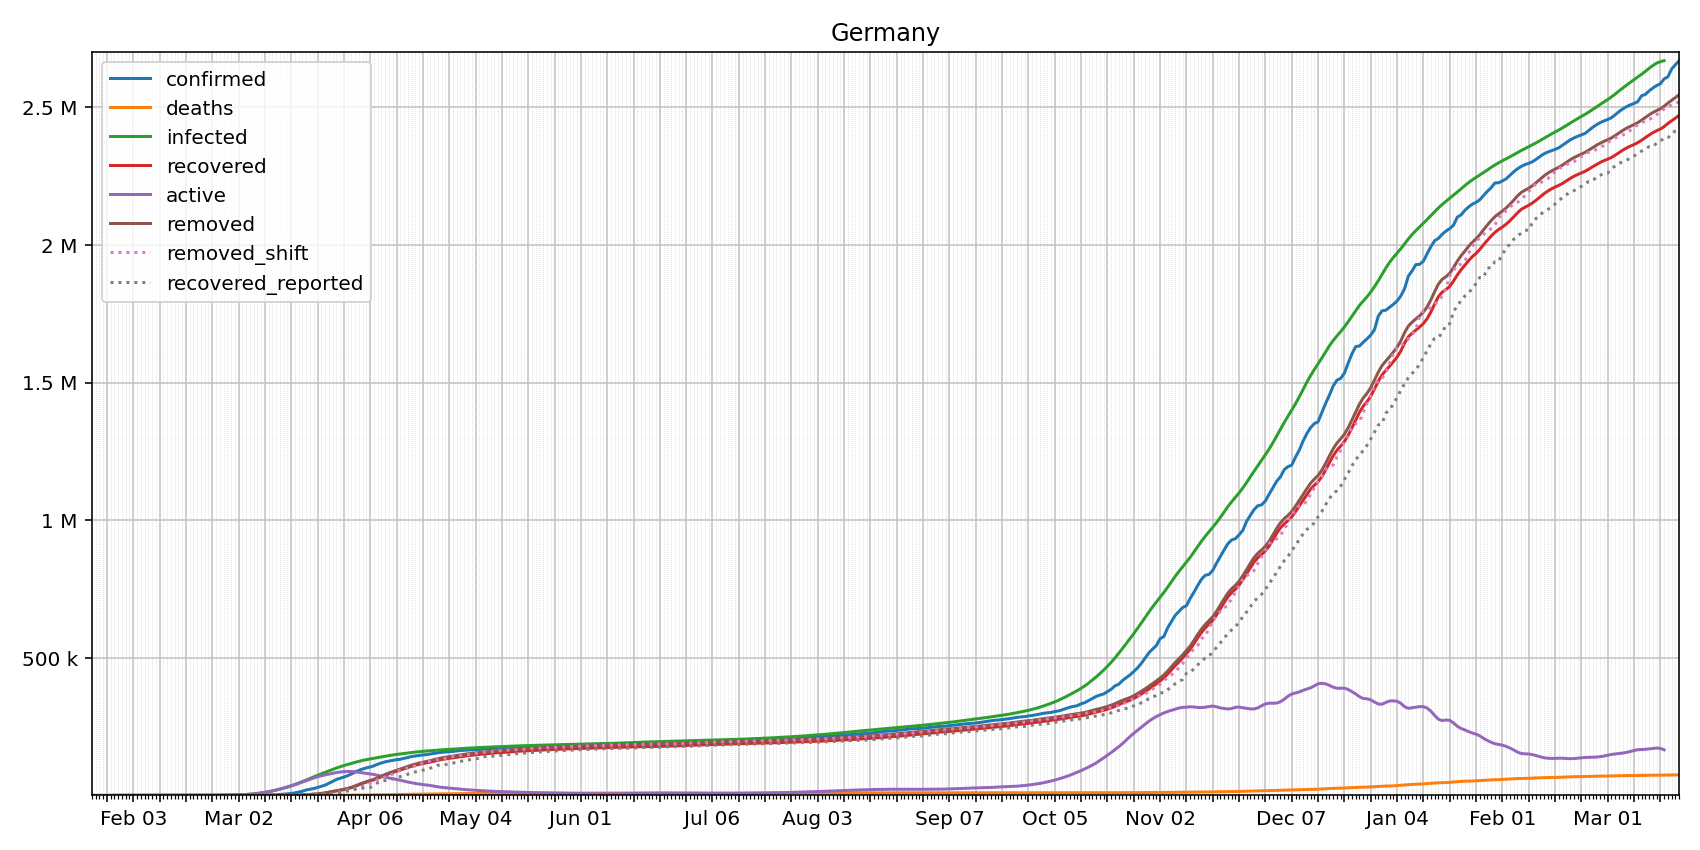 Germany
confirmed
deaths
infected
recovered
active
removed
removed_shift
recovered_reported
2.5 M
2 M
1.5 M
1 M
500 k
Feb 03 Mar 02 Apr 06 May 04 Jun 01 Jul 06 Aug 03 Sep 07 Oct 05 Nov 02 Dec 07 Jan 04 Feb 01 Mar 01